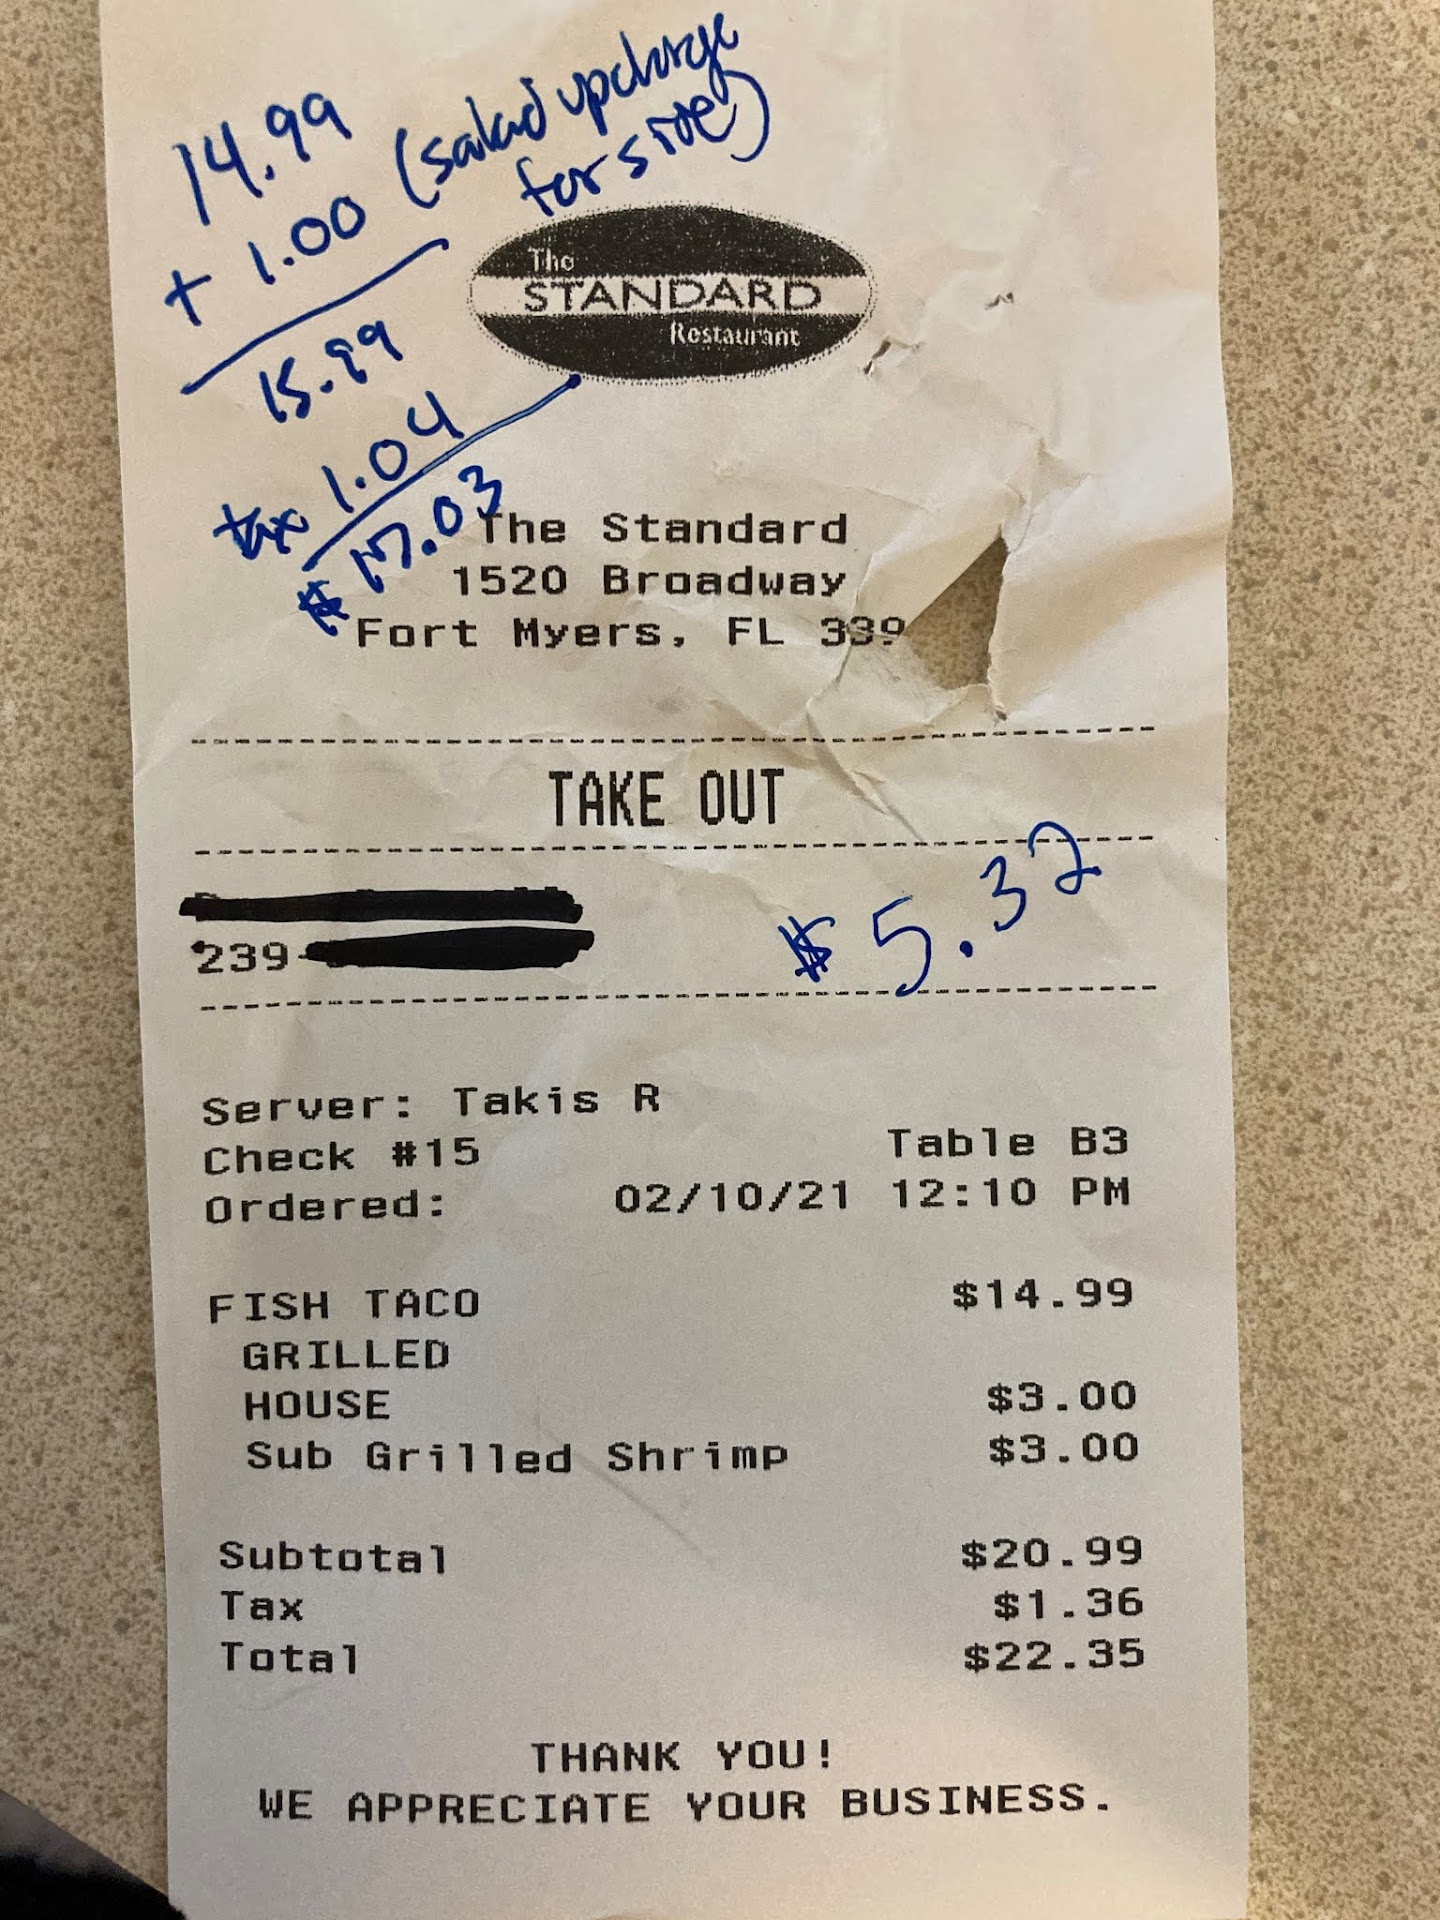 14.99
+ 1.00 (salad upcharge
for side)
15.99
tax 1.04
$ 17.03
The
STANDARD
Restaurant
The Standard
1520 Broadway
Fort Myers, FL 339
TAKE OUT
239-
$ 5.32
Server: Takis R
Check #15 Table B3
Ordered: 02/10/21 12:10 PM
FISH TACO $14.99
GRILLED
HOUSE $3.00
Sub Grilled Shrimp $3.00
Subtotal $20.99
Tax $1.36
Total $22.35
THANK YOU!
WE APPRECIATE YOUR BUSINESS.